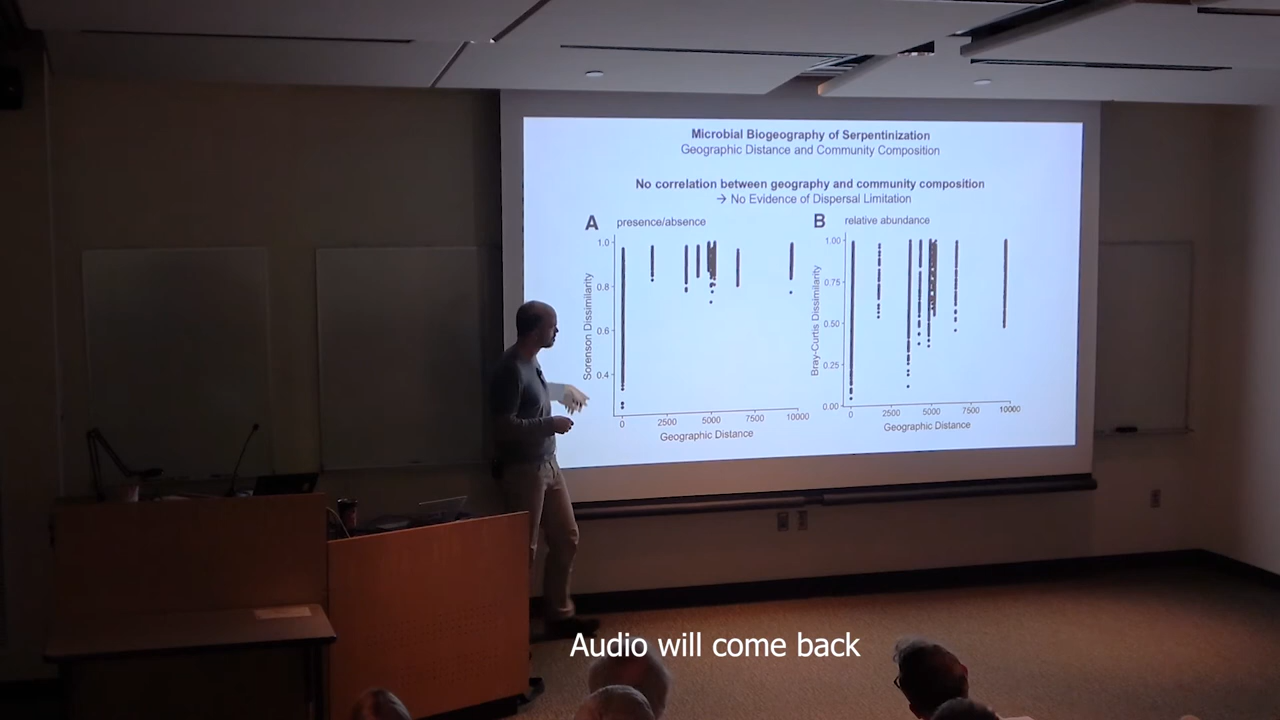 Microbial Biogeography of Serpentinization
Geographic Distance and Community Composition
No correlation between geography and community composition
→ No Evidence of Dispersal Limitation
A presence/absence
Sorenson Dissimilarity
1.0
0.8
0.6
0.4
0 2500 5000 7500 10000
Geographic Distance
B relative abundance
Bray-Curtis Dissimilarity
1.00
0.75
0.50
0.25
0.00
0 2500 5000 7500 10000
Geographic Distance
Audio will come back